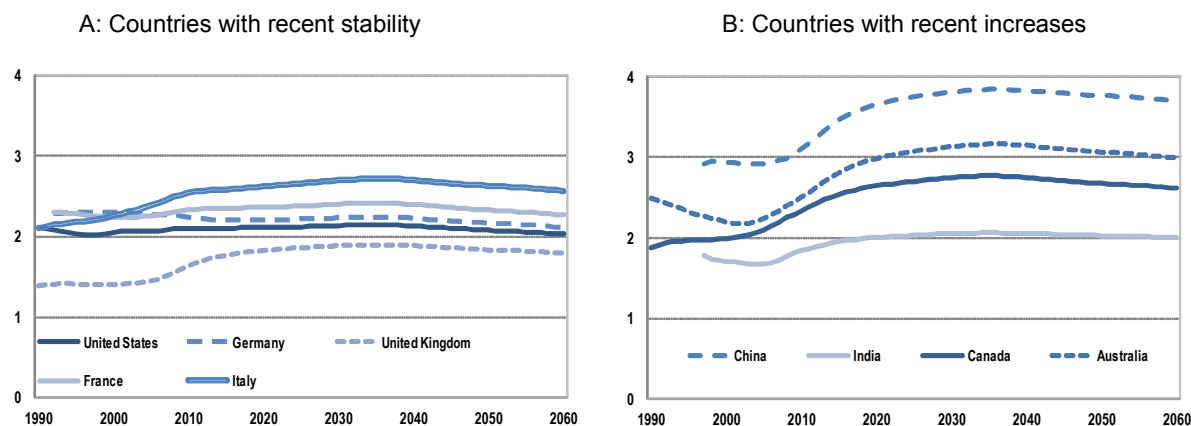 A: Countries with recent stability
4
3
2
1
0
United States Germany United Kingdom
France Italy
1990 2000 2010 2020 2030 2040 2050 2060
B: Countries with recent increases
4
3
2
1
0
China India Canada Australia
1990 2000 2010 2020 2030 2040 2050 2060